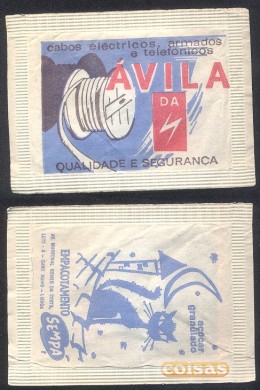 cabos eléctricos, armados
e telefónicos
ÁVILA
DA
QUALIDADE E SEGURANÇA
açúcar
granulado
EMPACOTAMENTO
SEMPA
coisas